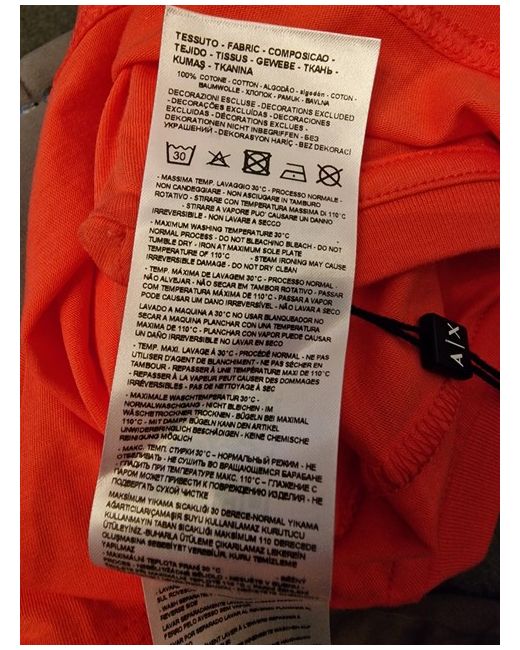 TESSUTO - FABRIC - COMPOSICAO -
TEJIDO - TISSUS - GEWEBE - ТКАНЬ -
KUMAŞ - TKANINA
100% COTONE - COTTON - ALGODÃO - algodón - COTON -
BAUMWOLLE - ХЛОПОК - PAMUK - BAVLNA
DECORAZIONI ESCLUSE - DECORATIONS EXCLUDED
- DECORAÇÕES EXCLUÍDAS - DECORACIONES
EXCLUÍDAS - DÉCORATIONS EXCLUES -
DEKORATIONEN NICHT INBEGRIFFEN - БЕЗ
УКРАШЕНИЙ - DEKORASYON HARİÇ - BEZ DEKORACÍ
30
- MASSIMA TEMP. LAVAGGIO 30°C - PROCESSO NORMALE -
NON CANDEGGIARE - NON ASCIUGARE IN TAMBURO
ROTATIVO - STIRARE CON TEMPERATURA MASSIMA DI 110°C
- STIRARE A VAPORE PUO' CAUSARE UN DANNO
IRREVERSIBILE - NON LAVARE A SECCO
- MAXIMUM WASHING TEMPERATURE 30°C
NORMAL PROCESS - DO NOT BLEACHING BLEACH - DO NOT
TUMBLE DRY - IRON AT MAXIMUM SOLE PLATE
TEMPERATURE OF 110°C - STEAM IRONING MAY CAUSE
IRREVERSIBLE DAMAGE - DO NOT DRY CLEAN
- TEMP. MÁXIMA DE LAVAGEM 30°C - PROCESSO NORMAL -
NÃO ALVEJAR - NÃO SECAR EM TAMBOR ROTATIVO - PASSAR
COM TEMPERATURA MÁXIMA DE 110°C - PASSAR A VAPOR
PODE CAUSAR UM DANO IRREVERSÍVEL - NÃO LAVAR A SECO
LAVADO A MAQUINA A 30°C NO USAR BLANQUEADOR NO
SECAR A MAQUINA PLANCHAR CON UNA TEMPERATURA
MAXIMA DE 110°C - PLANCHAR CON VAPOR PUEDE CAUSAR
UN DAÑO IRREVERSIBLE NO LAVAR EN SECO
- TEMP. MAXI. LAVAGE À 30°C - PROCÉDÉ NORMAL - NE PAS
UTILISER D'AGENT DE BLANCHIMENT - NE PAS SÉCHER EN
TAMBOUR - REPASSER À UNE TEMPÉRATURE MAXI DE 110°C
- REPASSER À LA VAPEUR PEUT CAUSER DES DOMMAGES
IRRÉVERSIBLES - PAS DE NETTOYAGE À SEC
- MAXIMALE WASCHTEMPERATUR 30°C -
NORMALWASCHGANG - NICHT BLEICHEN - IM
WÄSCHETROCKNER TROCKNEN - BÜGELN BEI MAXIMAL
110°C - MIT DAMPF BÜGELN KANN DEN ARTIKEL
UNWIDERBRINGLICH BESCHÄDIGEN - KEINE CHEMISCHE
REINIGUNG MÖGLICH
- МАКС. ТЕМП. СТИРКИ 30°C - НОРМАЛЬНЫЙ РЕЖИМ - НЕ
- НЕ СУШИТЬ ВО ВРАЩАЮЩЕМСЯ БАРАБАНЕ
- ГЛАДИТЬ ПРИ ТЕМПЕРАТУРЕ МАКС. 110°C - ГЛАЖЕНИЕ С
ПАРОМ МОЖЕТ ПРИВЕСТИ К ПОВРЕЖДЕНИЮ ИЗДЕЛИЯ - НЕ
ПОДВЕРГАТЬ СУХОЙ ЧИСТКЕ
MAKSİMUM YIKAMA SICAKLIĞI 30 DERECE-NORMAL YIKAMA
AĞARTICI/ÇAMAŞIR SUYU KULLANILAMAZ KURUTUCU
KULLANMAYIN TABAN SICAKLIĞI MAKSİMUM 110 DERECEDE
ÜTÜLEYİNİZ.-BUHARLA ÜTÜLEME ÇIKARILAMAZ LEKERERİN
OLUŞMASINA SEBEBİYET VEREBİLİR KURU TEMİZLEME
YAPILMAZ
- MAXIMÁLNÍ TEPLOTA PRANÍ 30°C - BĚŽNÝ
A/X